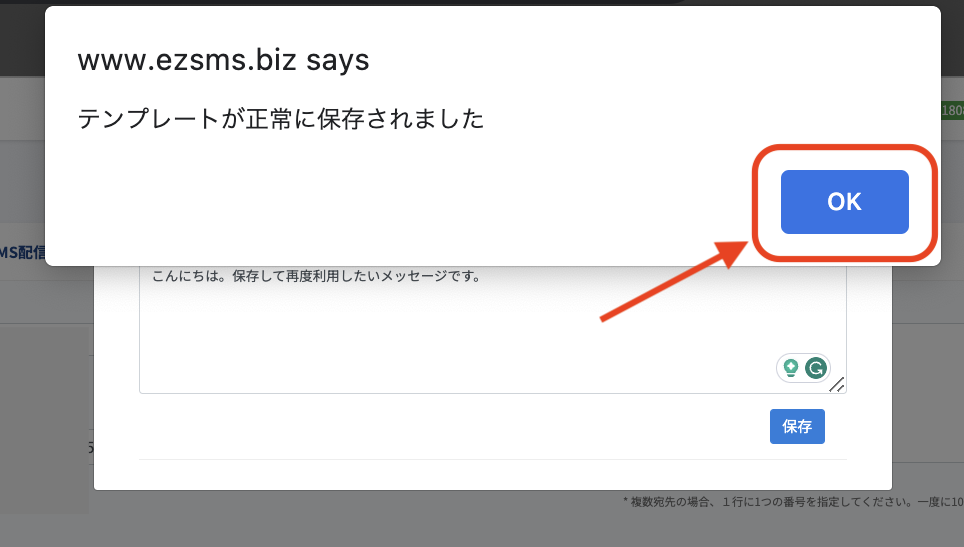 www.ezsms.biz says
テンプレートが正常に保存されました
OK
1808
MS配信
こんにちは。保存して再度利用したいメッセージです。
保存
5
* 複数宛先の場合、１行に1つの番号を指定してください。一度に10